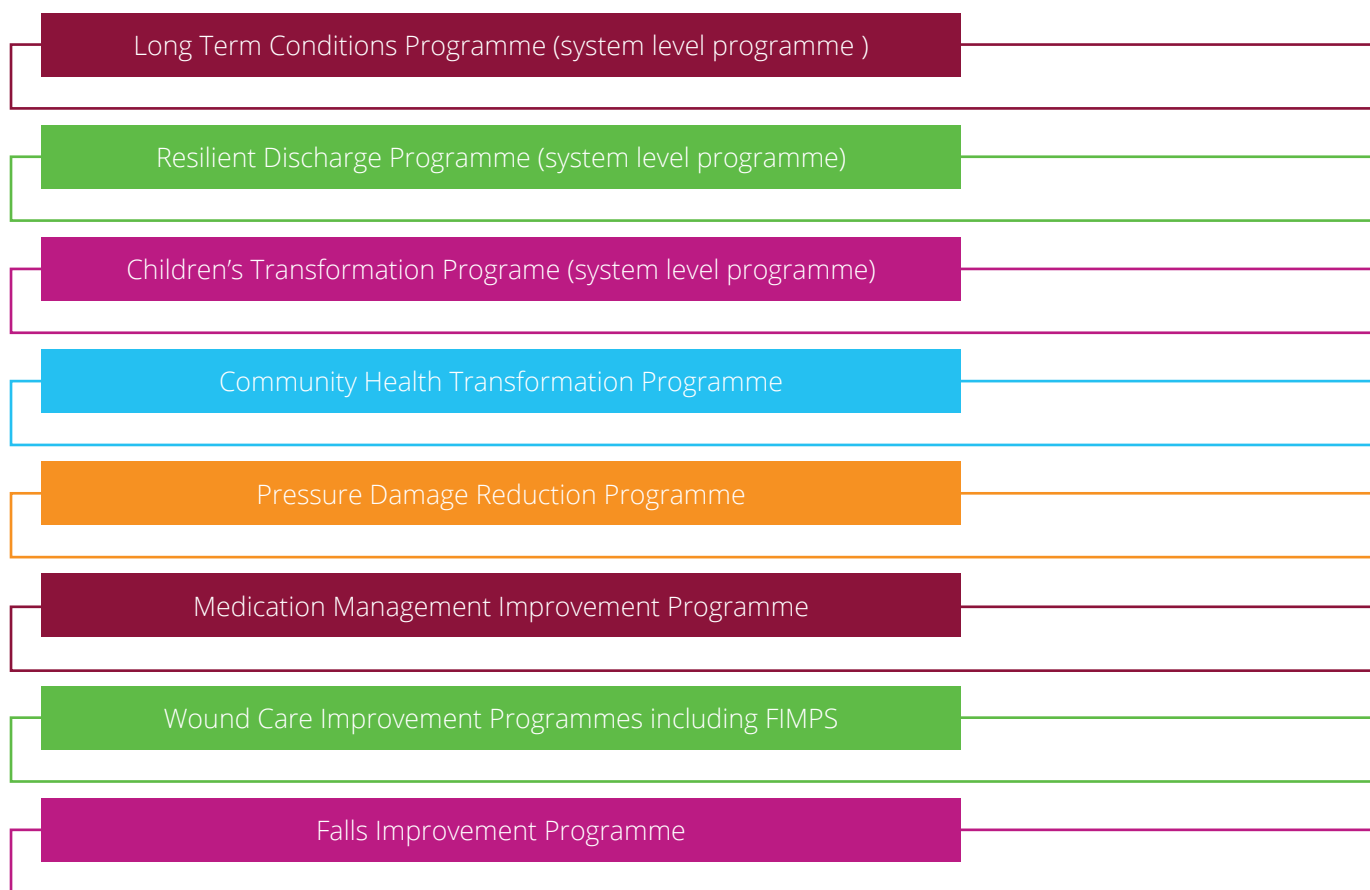 Long Term Conditions Programme (system level programme )
Resilient Discharge Programme (system level programme)
Children’s Transformation Programe (system level programme)
Community Health Transformation Programme
Pressure Damage Reduction Programme
Medication Management Improvement Programme
Wound Care Improvement Programmes including FIMPS
Falls Improvement Programme